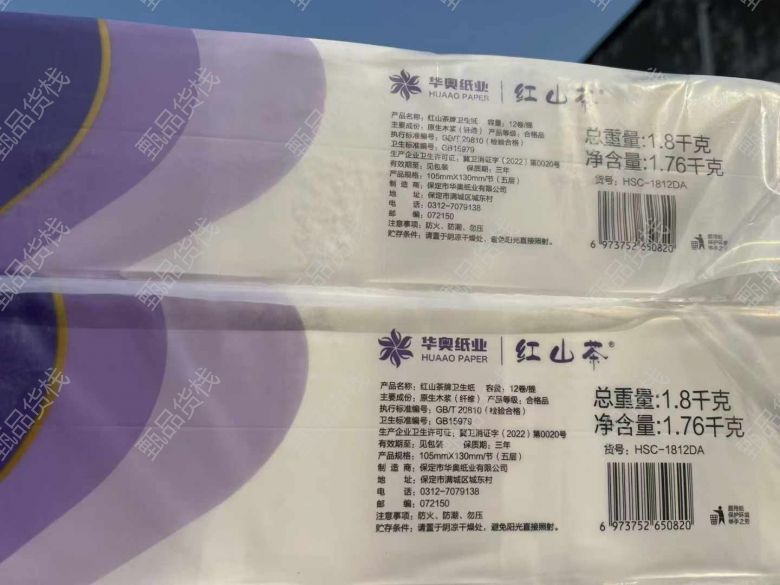 华奥纸业
HUAAO PAPER
红山茶®
产品名称：红山茶牌卫生纸 容量：12卷/提
主要成份：原生木浆（纤维）产品等级：合格品
执行标准编号：GB/T 20810（检验合格）
卫生标准编号：GB15979
生产企业卫生许可证：冀卫消证字（2022）第0020号
有效期至：见包装 保质期：三年
产品规格：105mmX130mm/节（五层）
制造商：保定市华奥纸业有限公司
地址：保定市满城区城东村
电话：0312-7079138
邮编：072150
注意事项：防火、防潮、勿压
贮存条件：请置于阴凉干燥处，避免阳光直接照射。
总重量:1.8千克
净含量:1.76千克
货号：HSC-1812DA
6 973752 650820
华奥纸业
HUAAO PAPER
红山茶®
产品名称：红山茶牌卫生纸 容量：12卷/提
主要成份：原生木浆（纤维）产品等级：合格品
执行标准编号：GB/T 20810（检验合格）
卫生标准编号：GB15979
生产企业卫生许可证：冀卫消证字（2022）第0020号
有效期至：见包装 保质期：三年
产品规格：105mmX130mm/节（五层）
制造商：保定市华奥纸业有限公司
地址：保定市满城区城东村
电话：0312-7079138
邮编：072150
注意事项：防火、防潮、勿压
贮存条件：请置于阴凉干燥处，避免阳光直接照射。
总重量:1.8千克
净含量:1.76千克
货号：HSC-1812DA
6 973752 650820
保护环境
举手之劳
甄品货栈